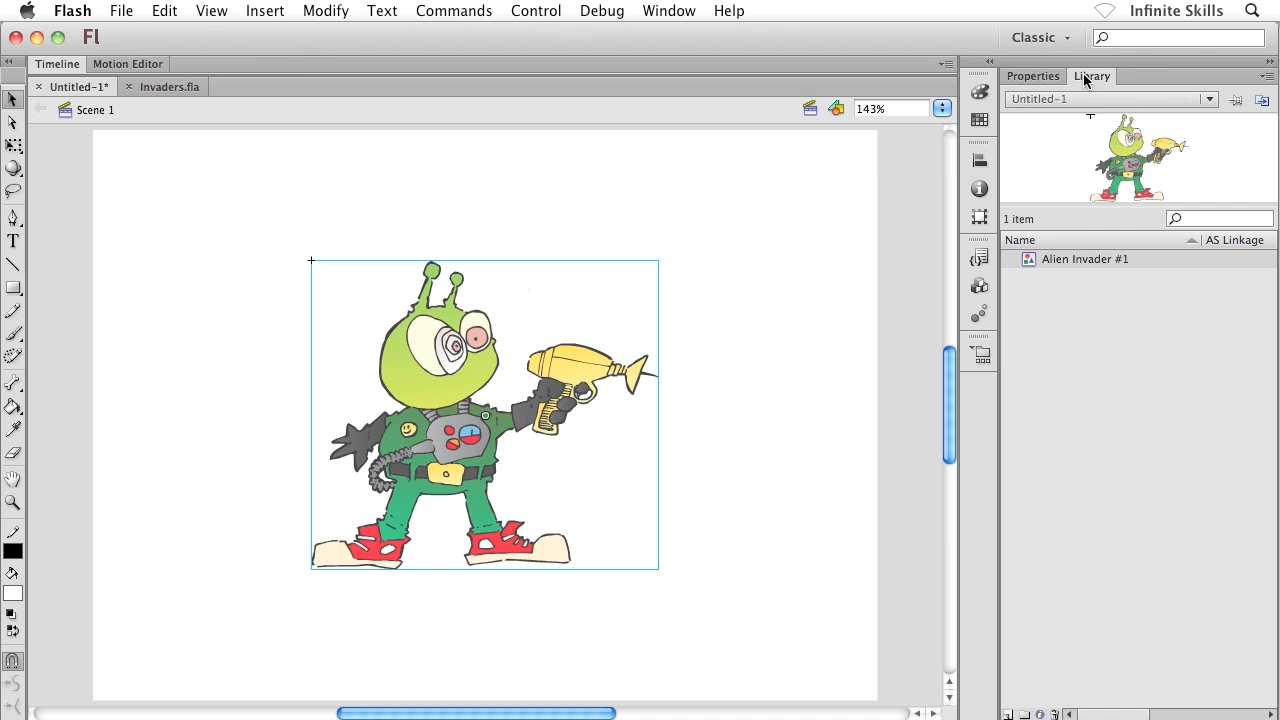 Flash File Edit View Insert Modify Text Commands Control Debug Window Help Infinite Skills
Fl Classic
Timeline Motion Editor
Untitled-1* Invaders.fla
Scene 1 143%
Properties Library
Untitled-1
1 item
Name AS Linkage
Alien Invader #1
T